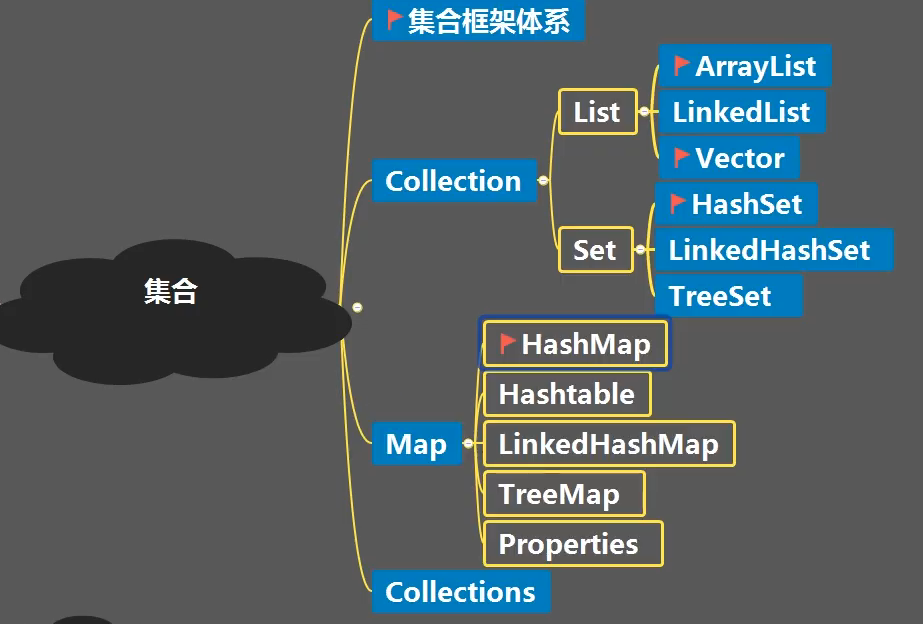 集合
集合框架体系
Collection
List
ArrayList
LinkedList
Vector
Set
HashSet
LinkedHashSet
TreeSet
Map
HashMap
Hashtable
LinkedHashMap
TreeMap
Properties
Collections